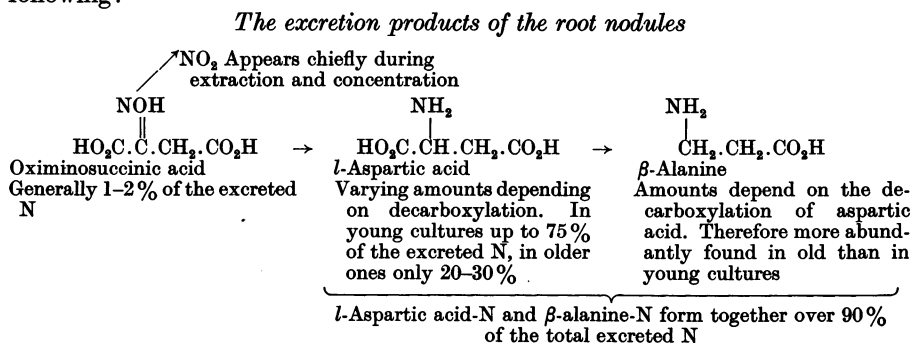 following:
The excretion products of the root nodules
NO₂ Appears chiefly during
extraction and concentration
NOH
HO₂C.C.CH₂.CO₂H →
Oximinosuccinic acid
Generally 1–2 % of the excreted
N
NH₂
HO₂C.CH.CH₂.CO₂H →
l-Aspartic acid
Varying amounts depending
on decarboxylation. In
young cultures up to 75 %
of the excreted N, in older
ones only 20–30 %
NH₂
CH₂.CH₂.CO₂H
β-Alanine
Amounts depend on the de-
carboxylation of aspartic
acid. Therefore more abund-
antly found in old than in
young cultures
l-Aspartic acid-N and β-alanine-N form together over 90 %
of the total excreted N